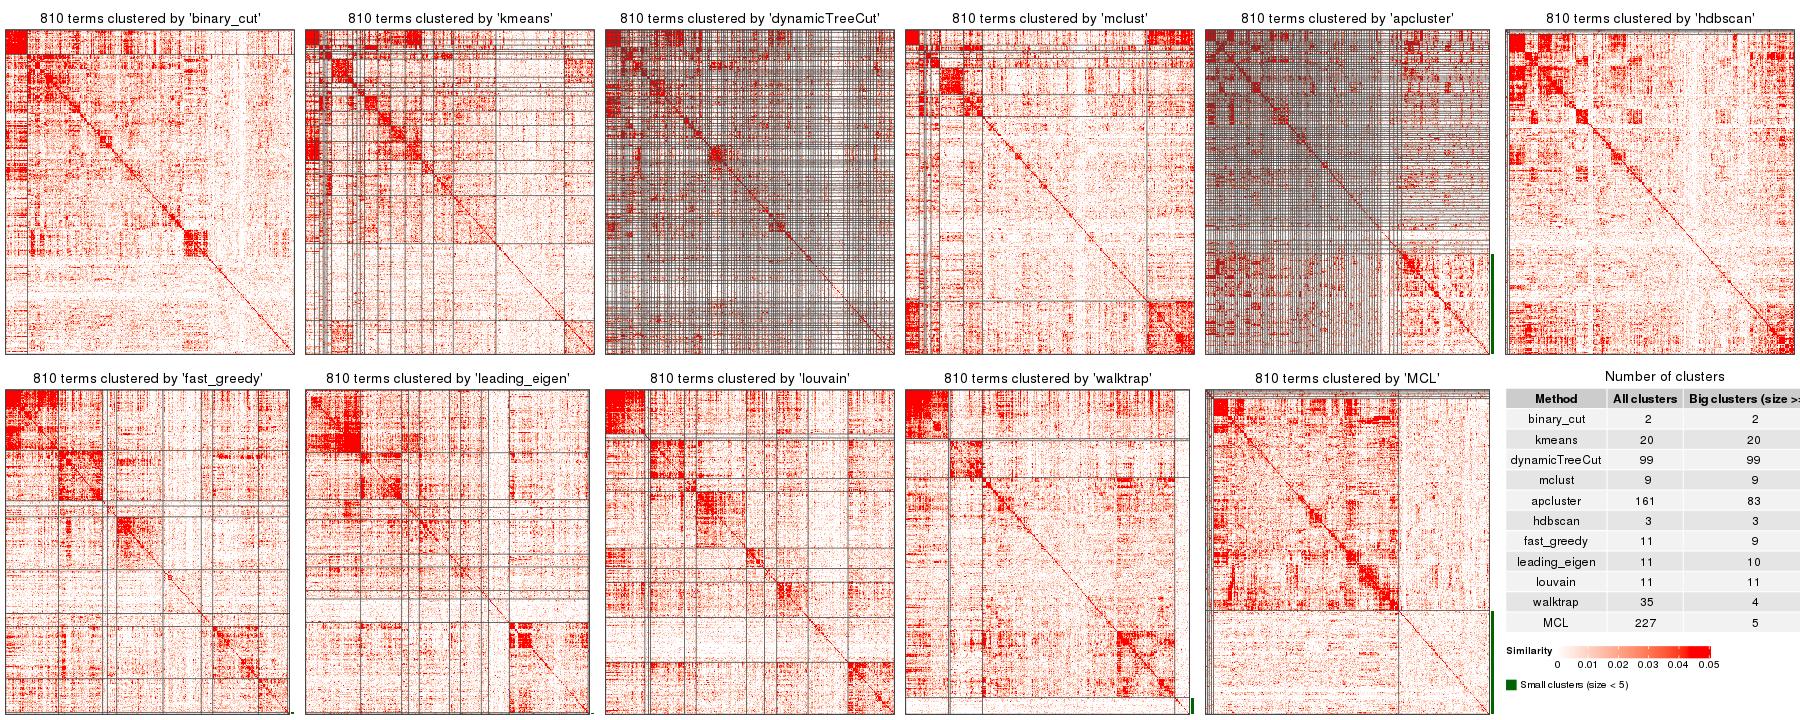 810 terms clustered by 'binary_cut'
810 terms clustered by 'kmeans'
810 terms clustered by 'dynamicTreeCut'
810 terms clustered by 'mclust'
810 terms clustered by 'apcluster'
810 terms clustered by 'hdbscan'
810 terms clustered by 'fast_greedy'
810 terms clustered by 'leading_eigen'
810 terms clustered by 'louvain'
810 terms clustered by 'walktrap'
810 terms clustered by 'MCL'
Number of clusters
Method All clusters Big clusters (size >=
binary_cut 2 2
kmeans 20 20
dynamicTreeCut 99 99
mclust 9 9
apcluster 161 83
hdbscan 3 3
fast_greedy 11 9
leading_eigen 11 10
louvain 11 11
walktrap 35 4
MCL 227 5
Similarity
0 0.01 0.02 0.03 0.04 0.05
Small clusters (size < 5)